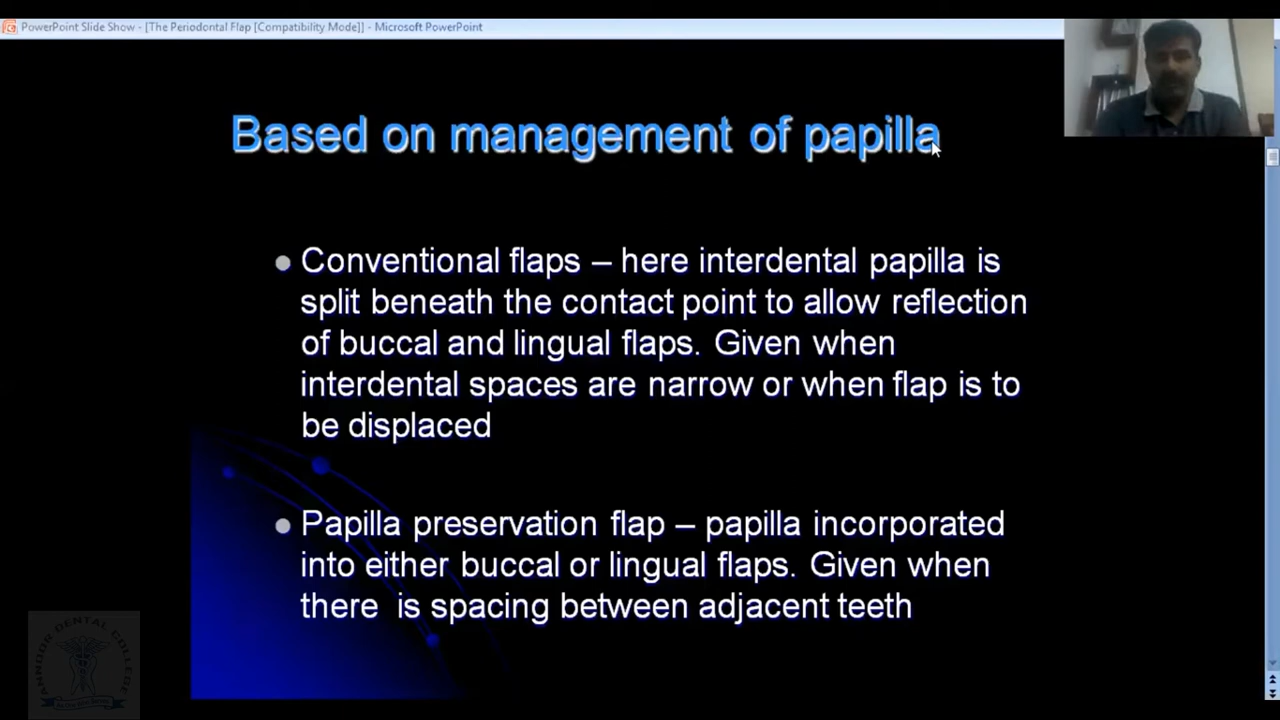 PowerPoint Slide Show - [The Periodontal Flap [Compatibility Mode]] - Microsoft PowerPoint
Based on management of papilla
Conventional flaps – here interdental papilla is
split beneath the contact point to allow reflection
of buccal and lingual flaps. Given when
interdental spaces are narrow or when flap is to
be displaced
Papilla preservation flap – papilla incorporated
into either buccal or lingual flaps. Given when
there  is spacing between adjacent teeth
ANNOOR DENTAL COLLEGE